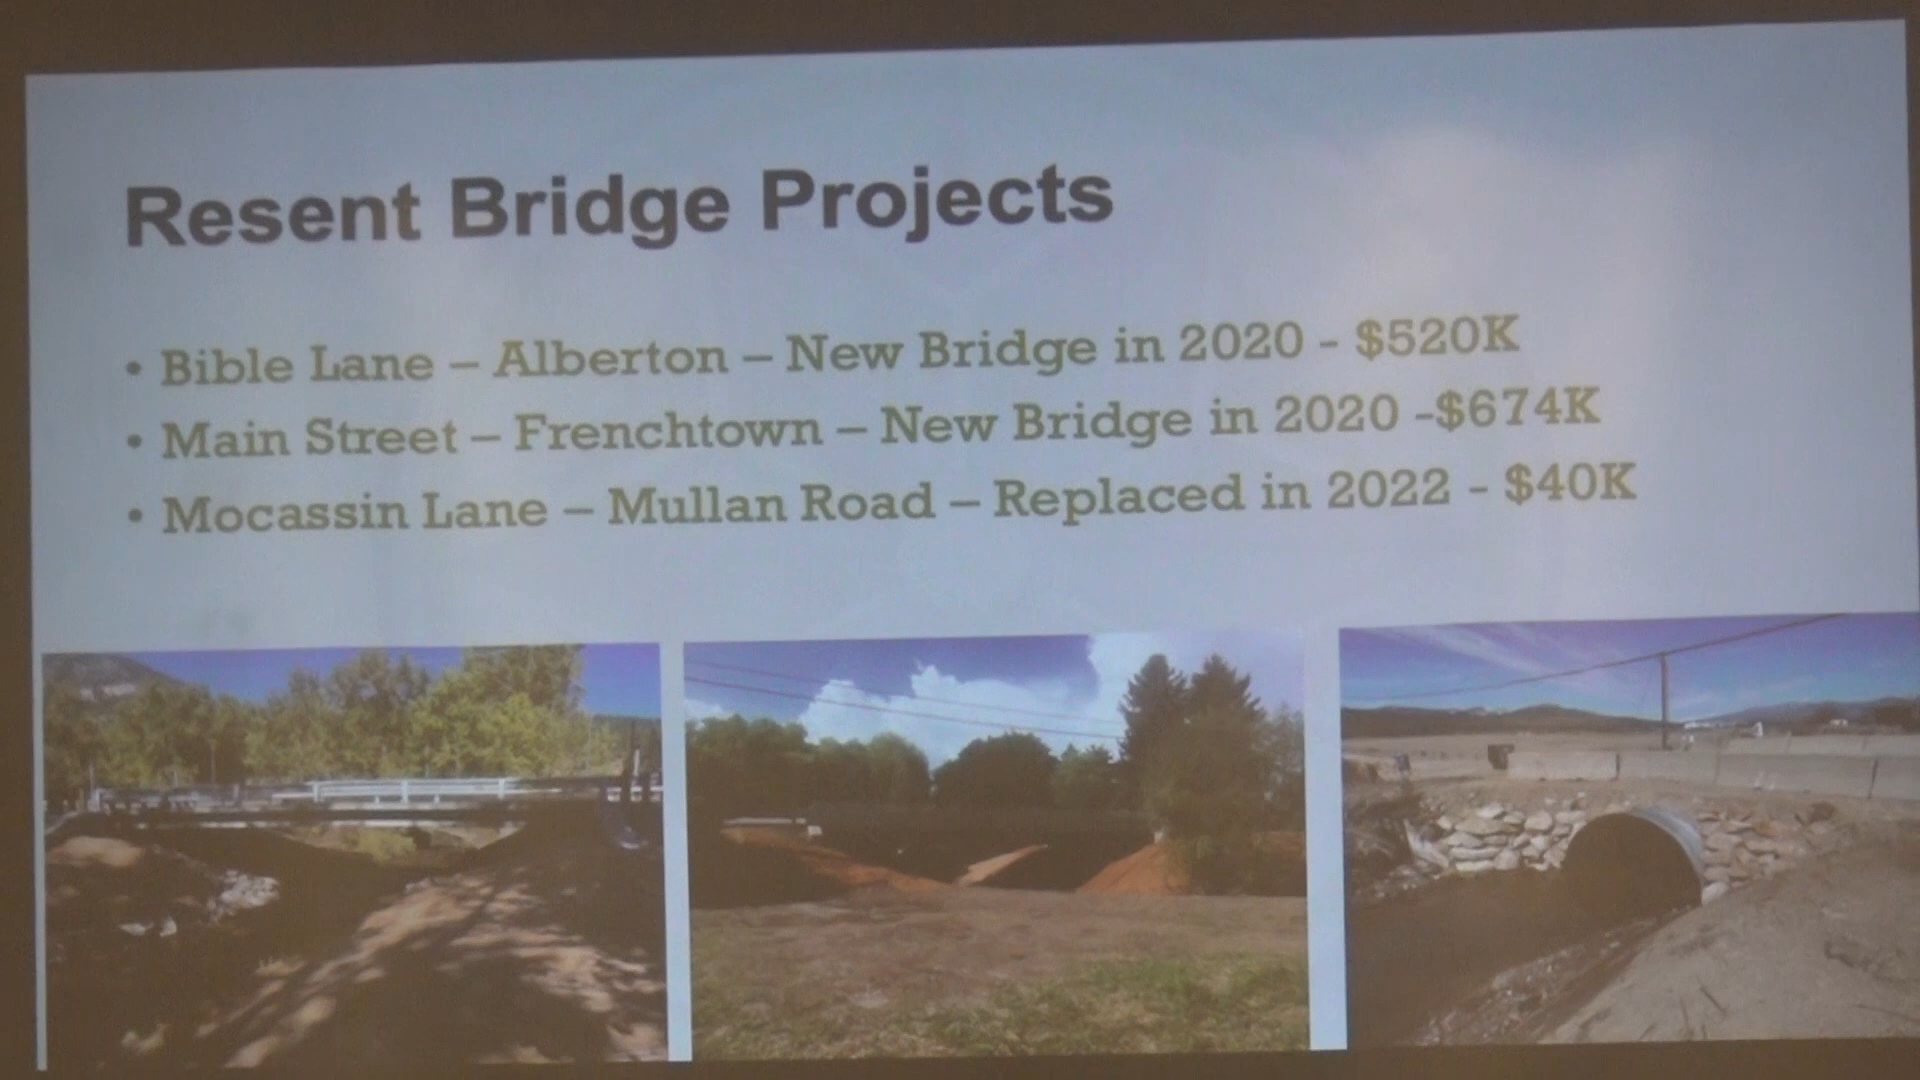 Resent Bridge Projects
• Bible Lane – Alberton – New Bridge in 2020 - $520K
• Main Street – Frenchtown – New Bridge in 2020 -$674K
• Mocassin Lane – Mullan Road – Replaced in 2022 - $40K